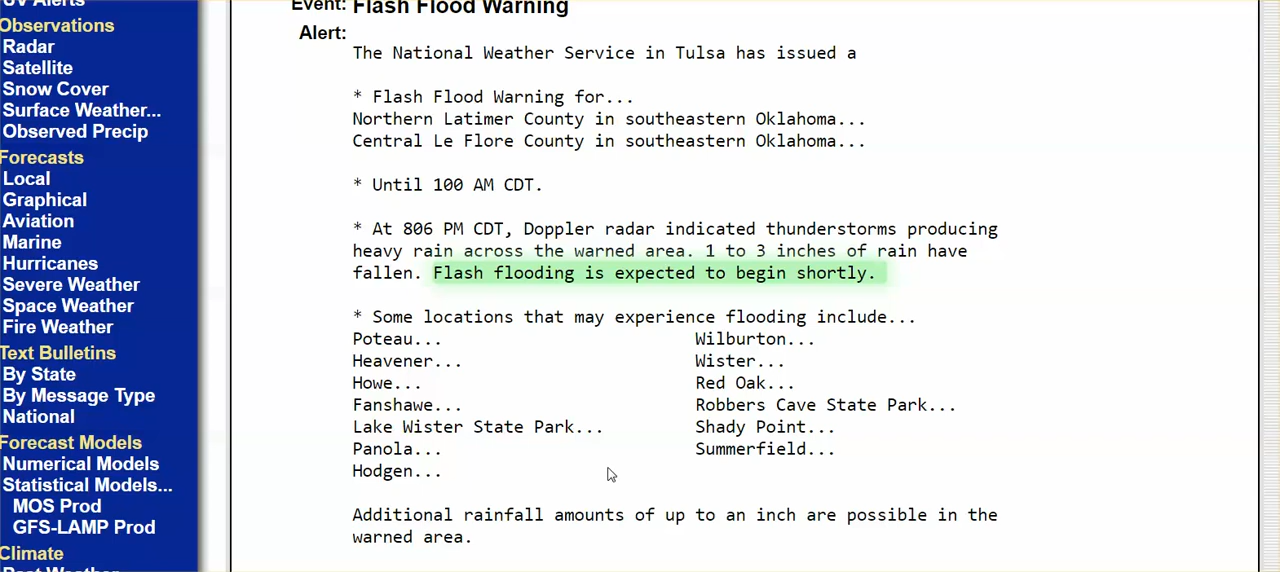 UV Alerts
Observations
Radar
Satellite
Snow Cover
Surface Weather...
Observed Precip
Forecasts
Local
Graphical
Aviation
Marine
Hurricanes
Severe Weather
Space Weather
Fire Weather
Text Bulletins
By State
By Message Type
National
Forecast Models
Numerical Models
Statistical Models...
MOS Prod
GFS-LAMP Prod
Climate
Past Weather
Event: Flash Flood Warning
Alert:
The National Weather Service in Tulsa has issued a
* Flash Flood Warning for...
Northern Latimer County in southeastern Oklahoma...
Central Le Flore County in southeastern Oklahoma...
* Until 100 AM CDT.
* At 806 PM CDT, Doppler radar indicated thunderstorms producing
heavy rain across the warned area. 1 to 3 inches of rain have
fallen. Flash flooding is expected to begin shortly.
* Some locations that may experience flooding include...
Poteau... Wilburton...
Heavener... Wister...
Howe... Red Oak...
Fanshawe... Robbers Cave State Park...
Lake Wister State Park... Shady Point...
Panola... Summerfield...
Hodgen...
Additional rainfall amounts of up to an inch are possible in the
warned area.